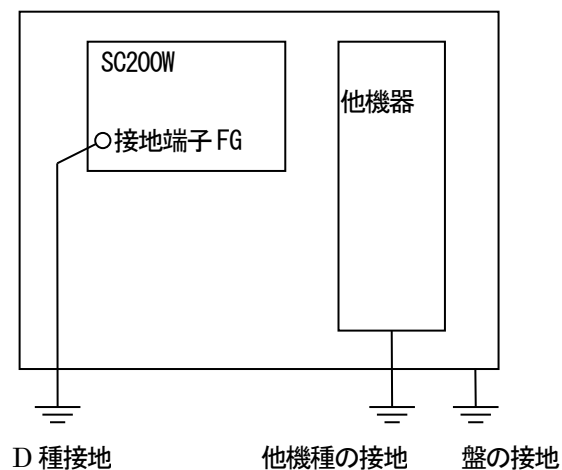 SC200W
他機器
接地端子 FG
D 種接地
他機種の接地
盤の接地